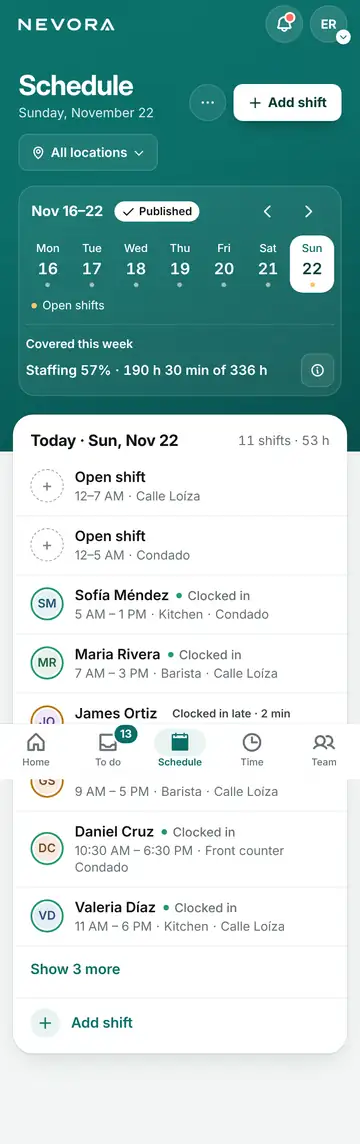 NEVORA
ER
Schedule
Sunday, November 22
Add shift
All locations
Nov 16–22
Published
Mon Tue Wed Thu Fri Sat Sun
16 17 18 19 20 21 22
Open shifts
Covered this week
Staffing 57% · 190 h 30 min of 336 h
Today · Sun, Nov 22
11 shifts · 53 h
Open shift
12–7 AM · Calle Loíza
Open shift
12–5 AM · Condado
SM
Sofía Méndez
Clocked in
5 AM – 1 PM · Kitchen · Condado
MR
Maria Rivera
Clocked in
7 AM – 3 PM · Barista · Calle Loíza
JO
James Ortiz
Clocked in late · 2 min
13
Home
To do
Schedule
Time
Team
GS
9 AM – 5 PM · Barista · Calle Loíza
DC
Daniel Cruz
Clocked in
10:30 AM – 6:30 PM · Front counter
Condado
VD
Valeria Díaz
Clocked in
11 AM – 6 PM · Kitchen · Calle Loíza
Show 3 more
Add shift